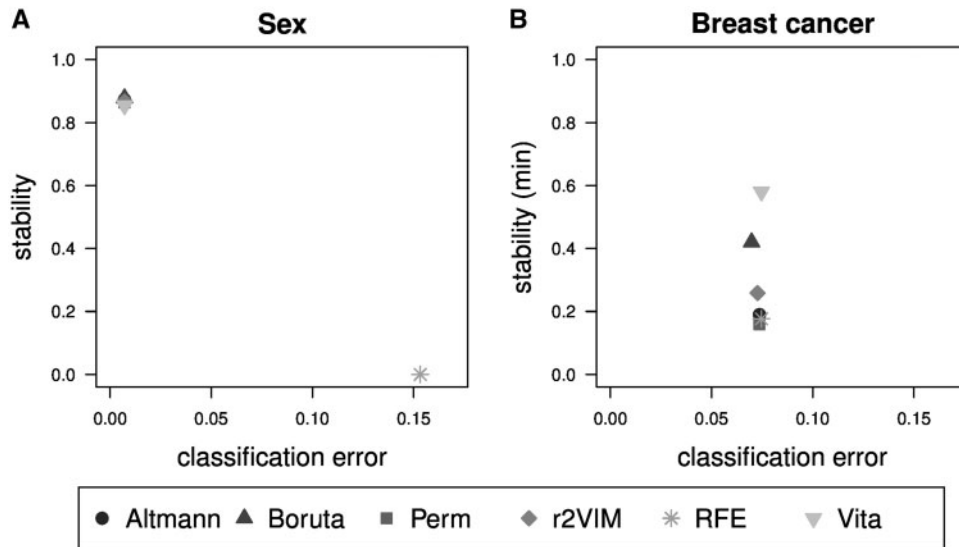 A
Sex
1.0
0.8
0.6
0.4
0.2
0.0
stability
0.00 0.05 0.10 0.15
classification error
B
Breast cancer
1.0
0.8
0.6
0.4
0.2
0.0
stability (min)
0.00 0.05 0.10 0.15
classification error
Altmann Boruta Perm r2VIM RFE Vita